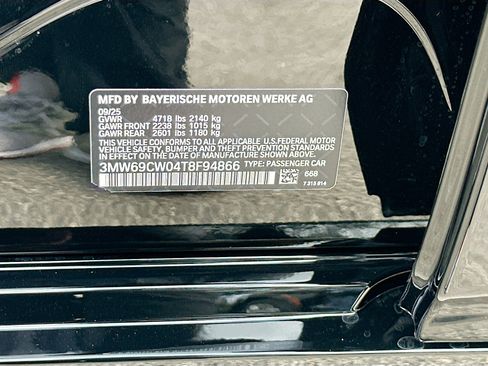 MFD BY BAYERISCHE MOTOREN WERKE AG
09/25
GVWR 4718 lbs 2140 kg
GAWR FRONT 2238 lbs 1015 kg
GAWR REAR 2601 lbs 1180 kg
THIS VEHICLE CONFORMS TO ALL APPLICABLE U.S.FEDERAL MOTOR
VEHICLE SAFETY, BUMPER, AND THEFT PREVENTION STANDARDS
IN EFFECT ON THE DATE OF MANUFACTURE SHOWN ABOVE.
3MW69CW04T8F94866 TYPE: PASSENGER CAR
668
7 315 814